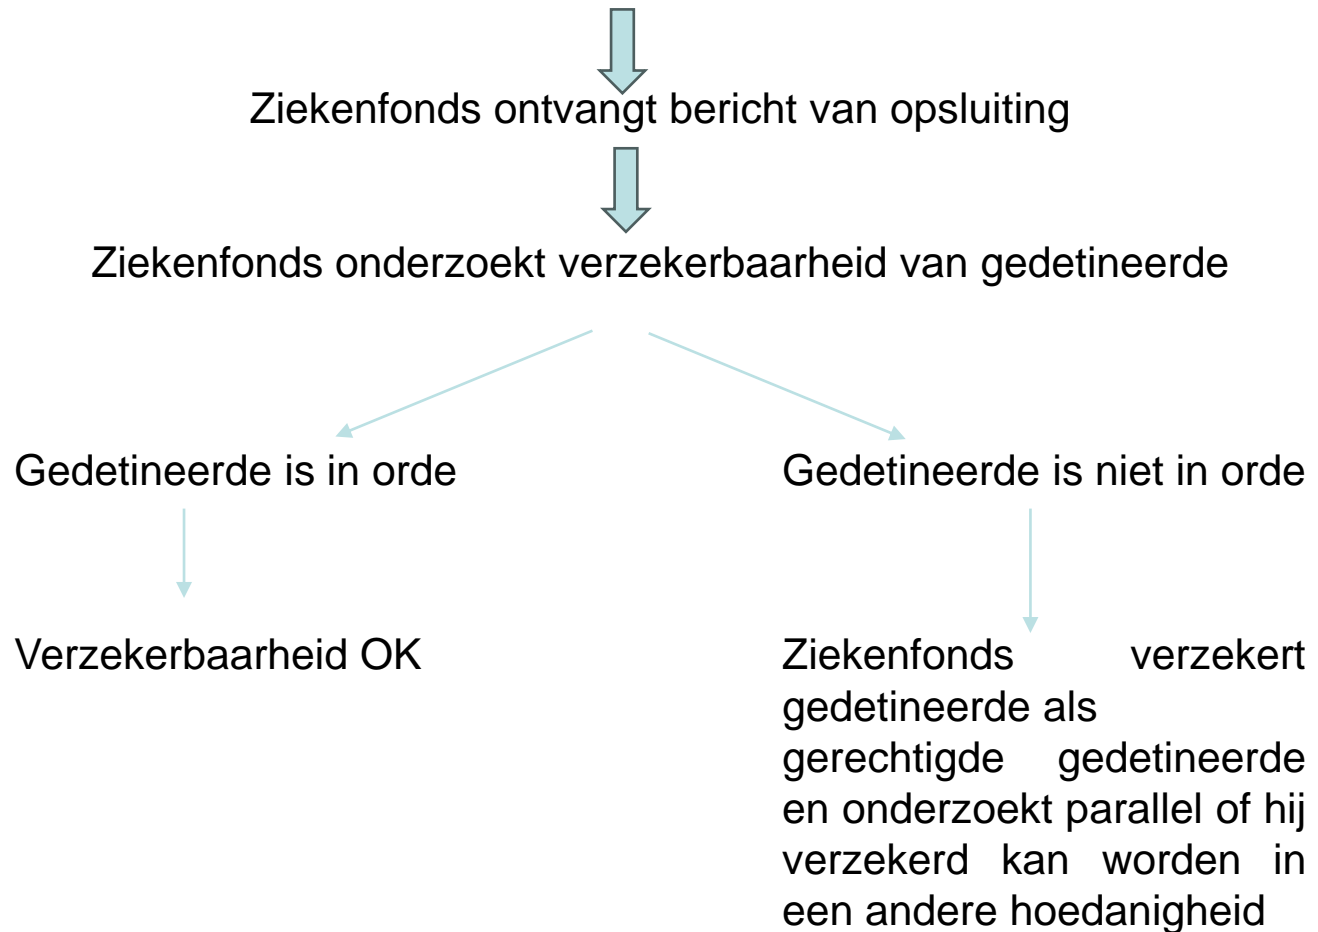 Ziekenfonds ontvangt bericht van opsluiting
Ziekenfonds onderzoekt verzekerbaarheid van gedetineerde
Gedetineerde is in orde
Gedetineerde is niet in orde
Verzekerbaarheid OK
Ziekenfonds verzekert
gedetineerde als
gerechtigde gedetineerde
en onderzoekt parallel of hij
verzekerd kan worden in
een andere hoedanigheid